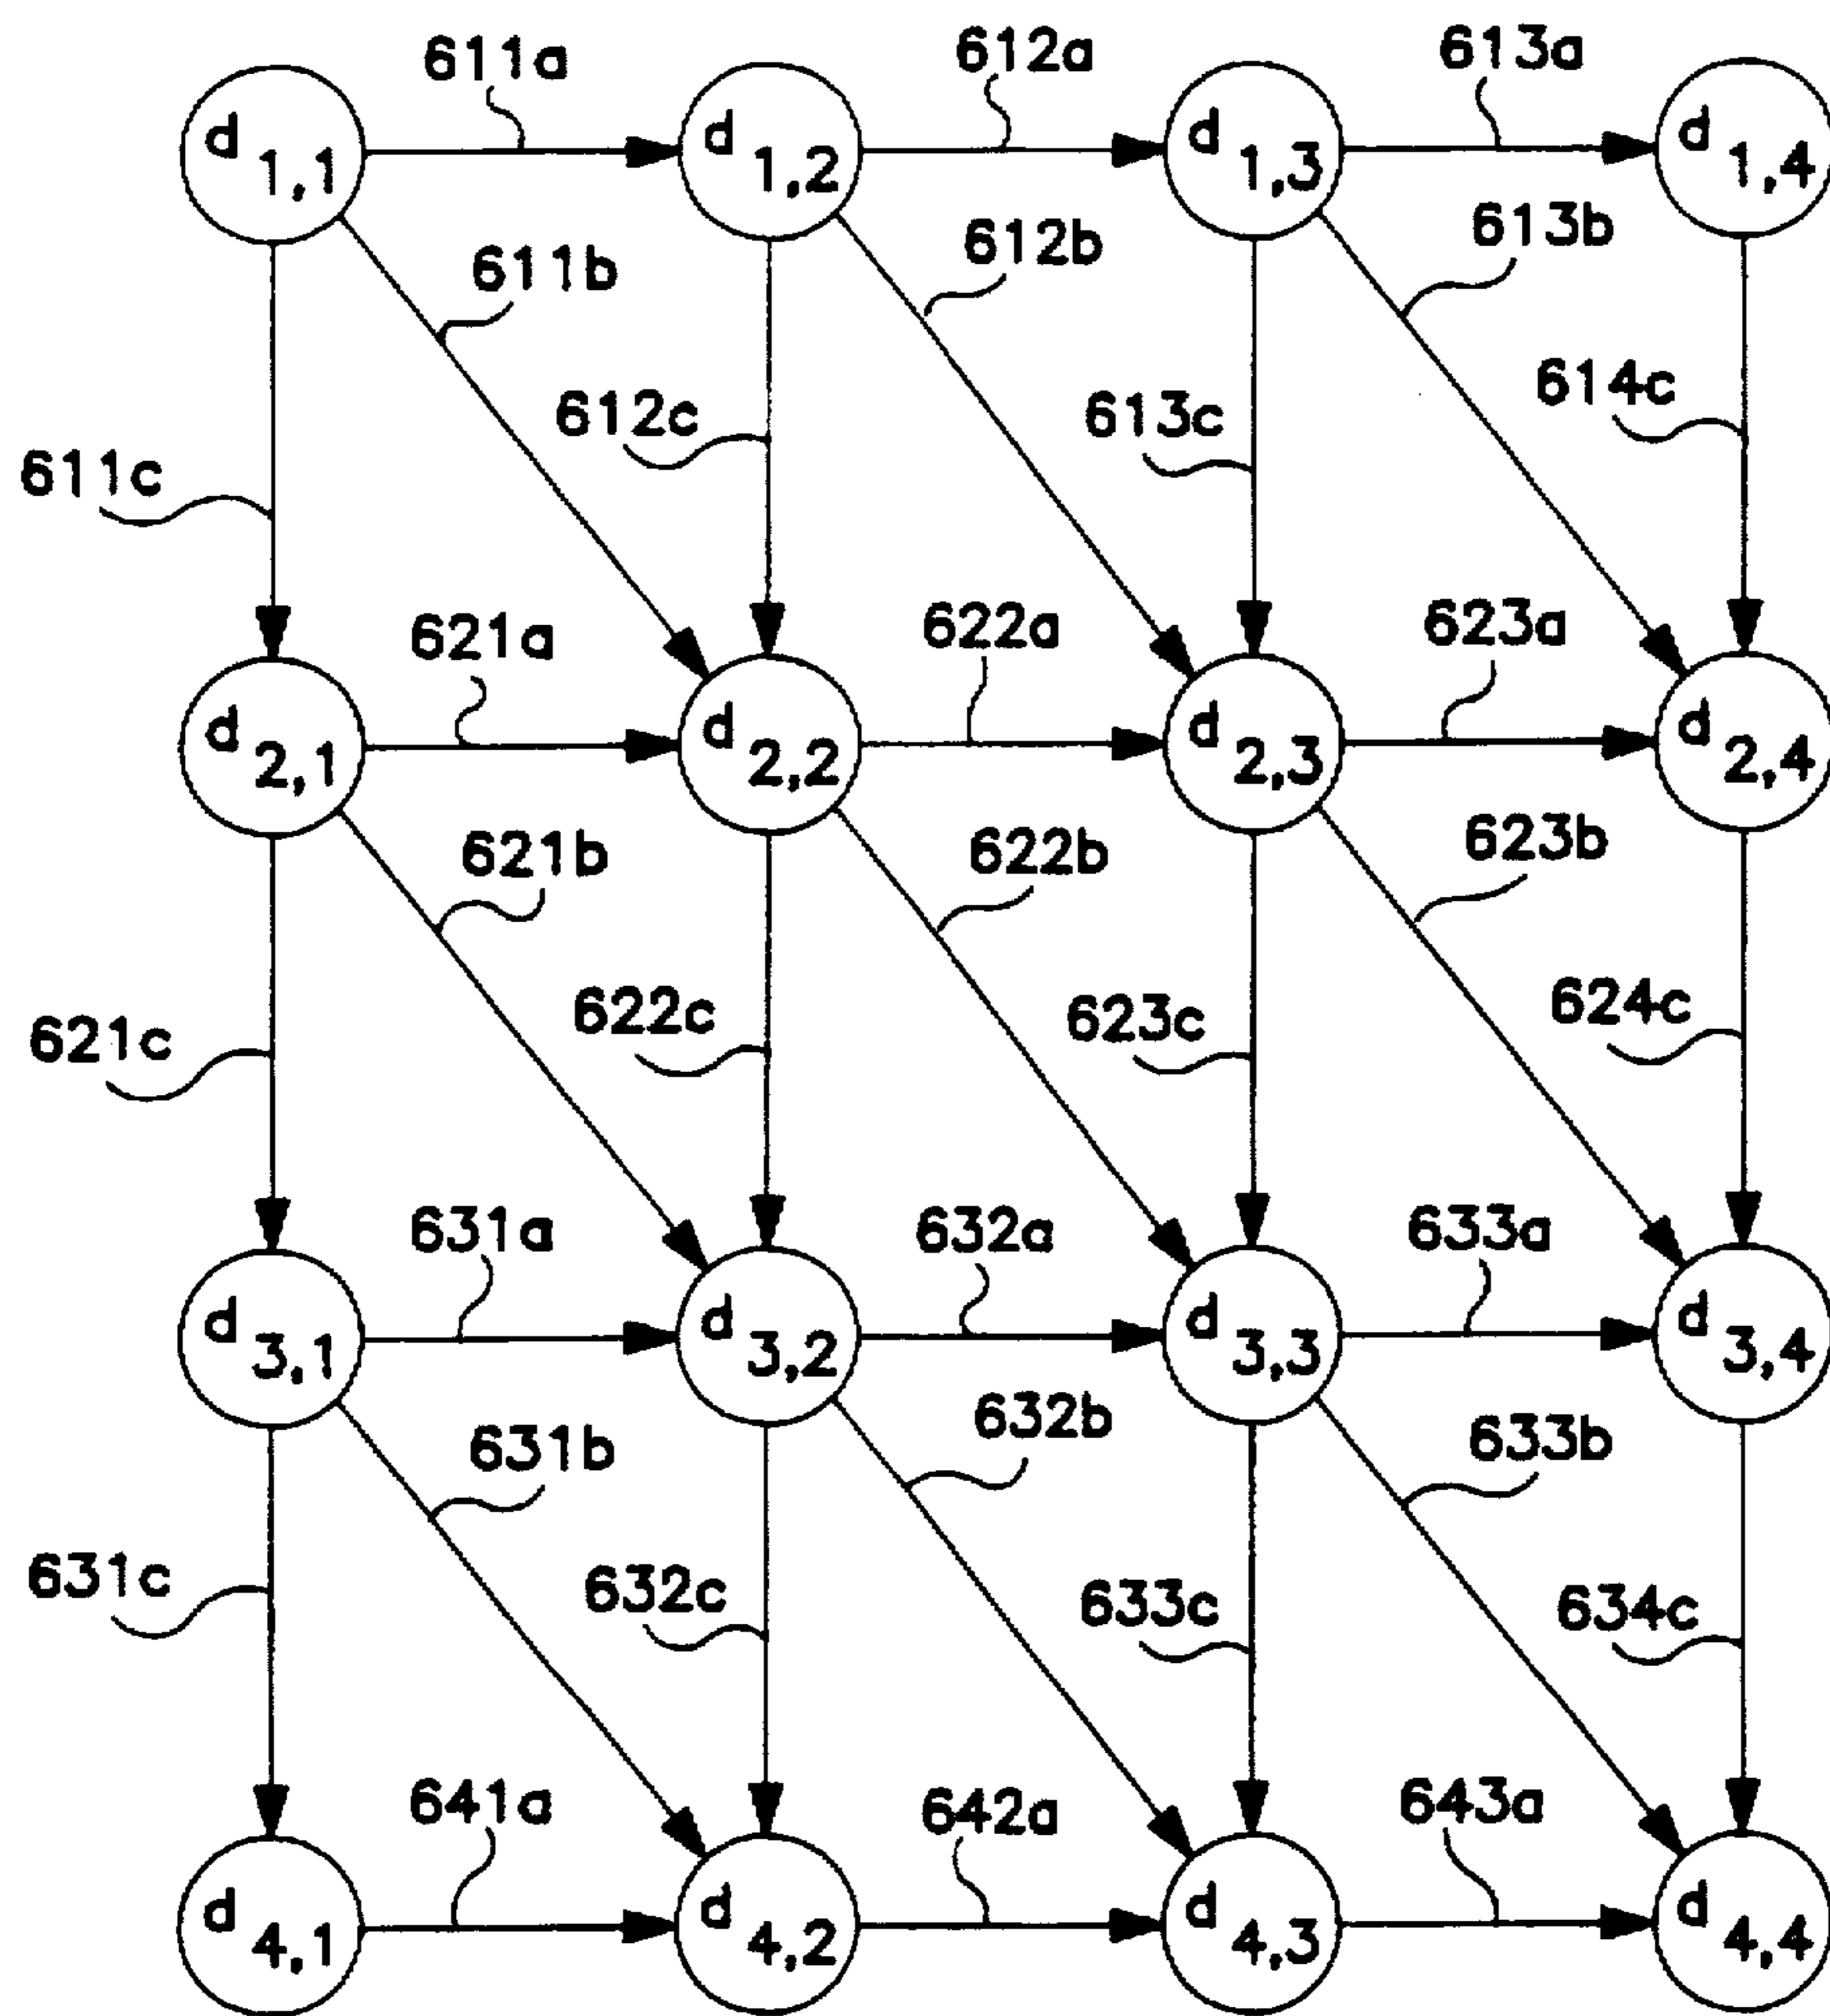 611a 612a 613a
d 1,1 d 1,2 d 1,3 d 1,4
611b 612b 613b
611c 612c 613c 614c
621a 622a 623a
d 2,1 d 2,2 d 2,3 d 2,4
621b 622b 623b
621c 622c 623c 624c
631a 632a 633a
d 3,1 d 3,2 d 3,3 d 3,4
631b 632b 633b
631c 632c 633c 634c
641a 642a 643a
d 4,1 d 4,2 d 4,3 d 4,4